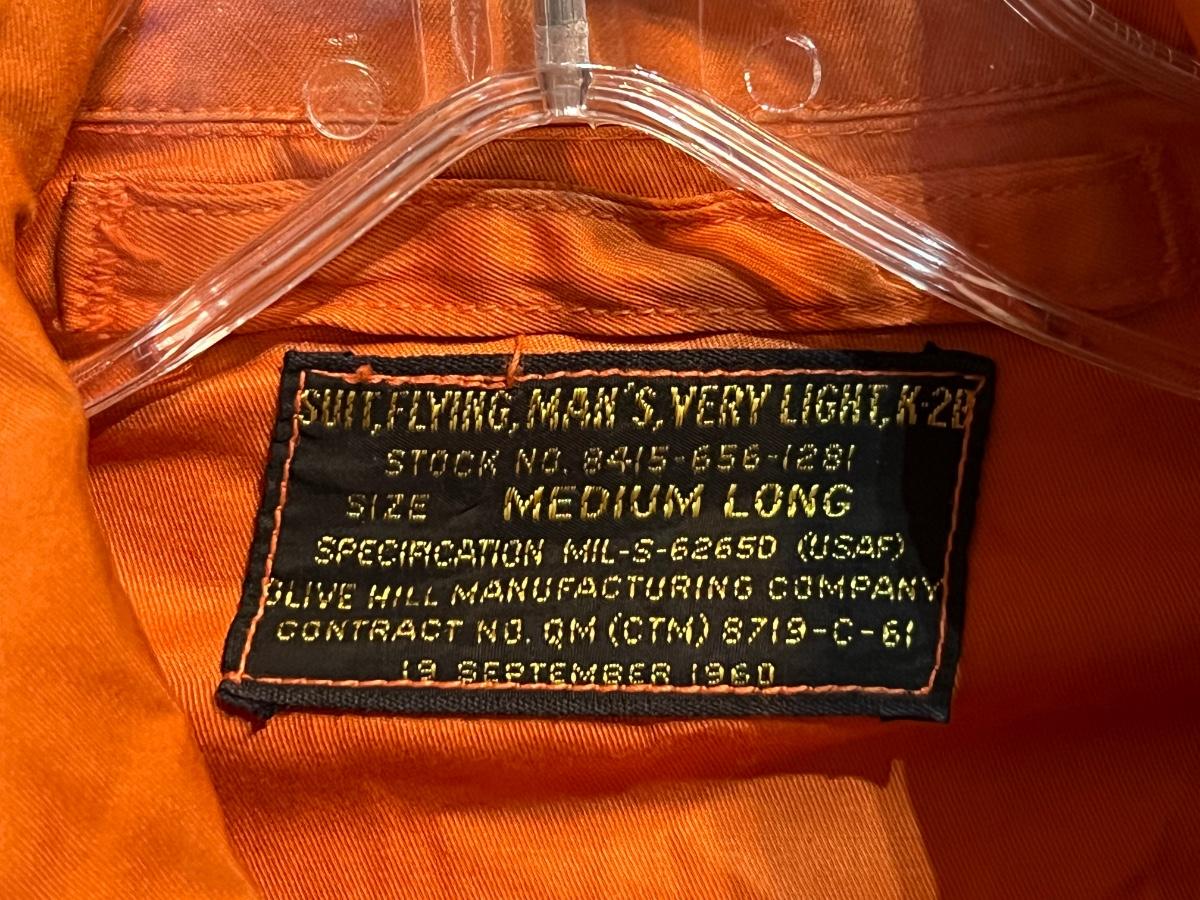 SUIT, FLYING, MAN'S, VERY LIGHT, K-2B
STOCK NO. 8415-656-1281
SIZE MEDIUM LONG
SPECIFICATION MIL-S-6265D (USAF)
OLIVE HILL MANUFACTURING COMPANY
CONTRACT NO. QM (CTM) 8719-C-61
19 SEPTEMBER 1960